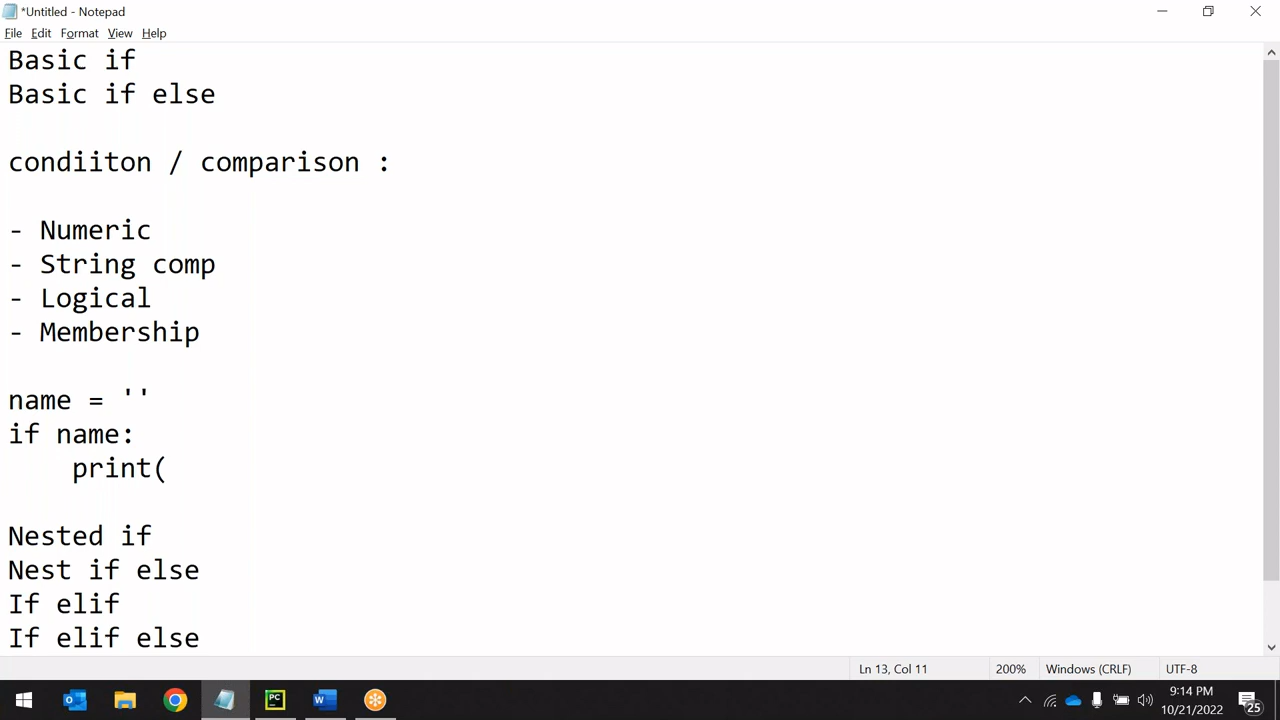 *Untitled - Notepad
File Edit Format View Help
Basic if
Basic if else
condiiton / comparison :
- Numeric
- String comp
- Logical
- Membership
name = ''
if name:
    print(
Nested if
Nest if else
If elif
If elif else
Ln 13, Col 11 200% Windows (CRLF) UTF-8
PC W 9:14 PM
10/21/2022 25